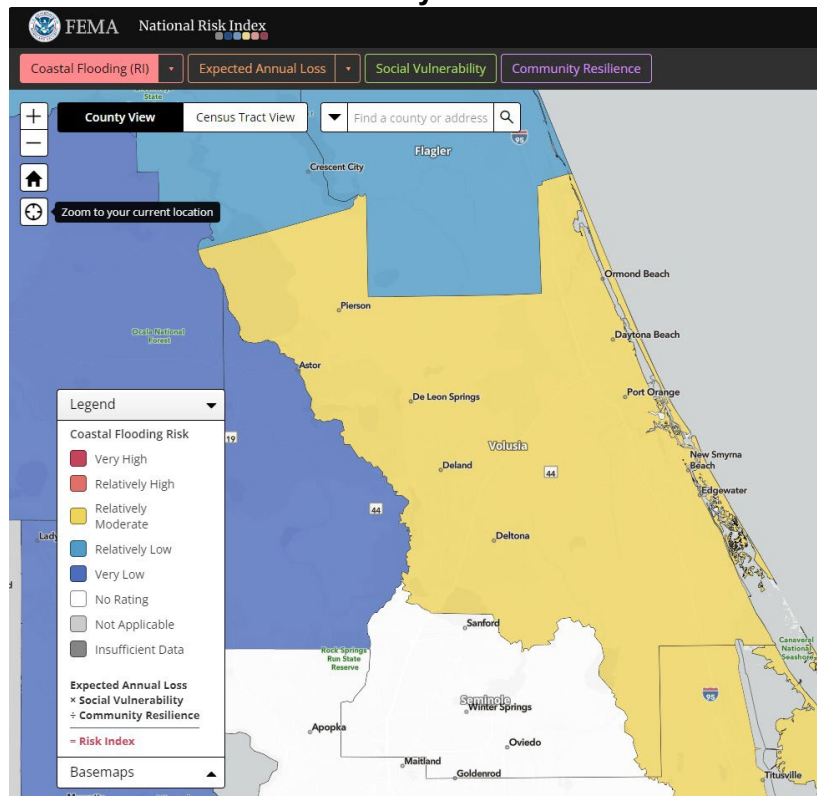 FEMA National Risk Index
Coastal Flooding (RI) Expected Annual Loss Social Vulnerability Community Resilience
State
+ County View Census Tract View Find a county or address
95
−
Flagler
Crescent City
Zoom to your current location
Ormond Beach
Pierson
Ocala National
Forest
Daytona Beach
Astor
De Leon Springs
Port Orange
Legend
Coastal Flooding Risk
Very High
Relatively High
Relatively
Moderate
Relatively Low
Very Low
No Rating
Not Applicable
Insufficient Data
Expected Annual Loss
× Social Vulnerability
÷ Community Resilience
= Risk Index
Basemaps
19
Volusia
New Smyrna
Beach
Deland
44
Edgewater
44
Lady
Deltona
Sanford
Rock Springs
Run State
Reserve
Canaveral
National
Seashore
Seminole
Winter Springs
95
Apopka
Oviedo
Maitland
Goldenrod
Titusville